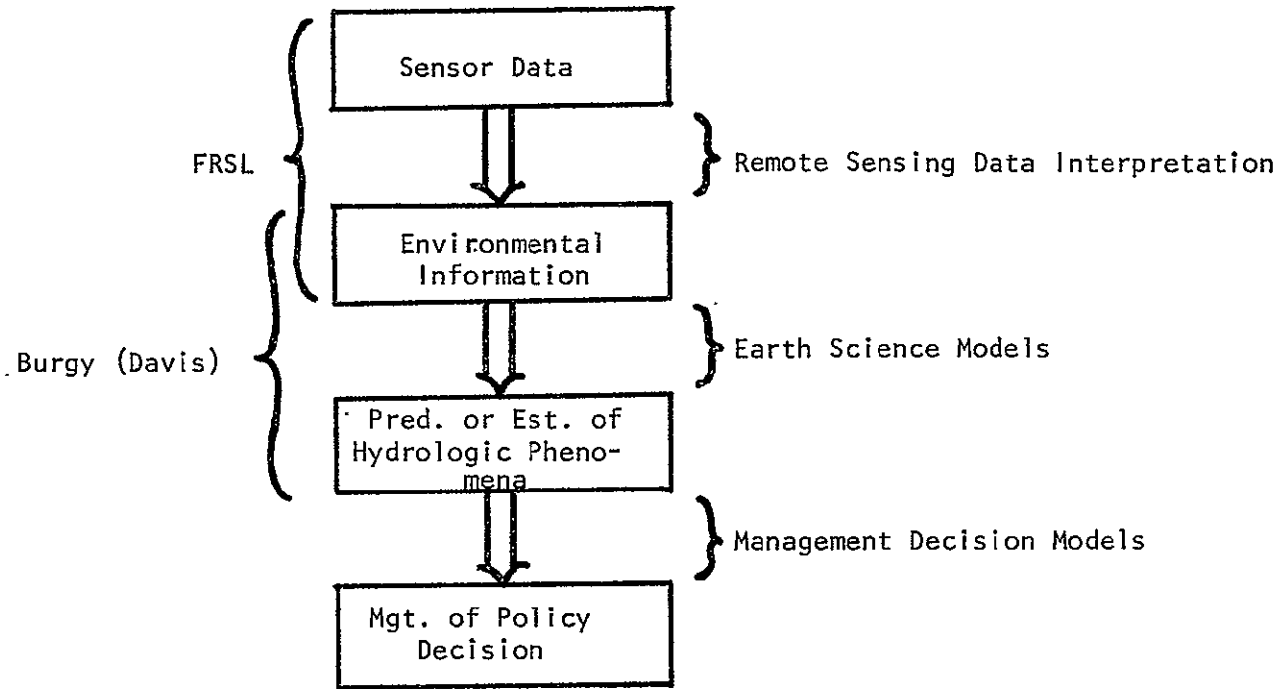 Sensor Data
FRSL
Remote Sensing Data Interpretation
Environmental
Information
Burgy (Davis)
Earth Science Models
Pred. or Est. of
Hydrologic Pheno-
mena
Management Decision Models
Mgt. of Policy
Decision